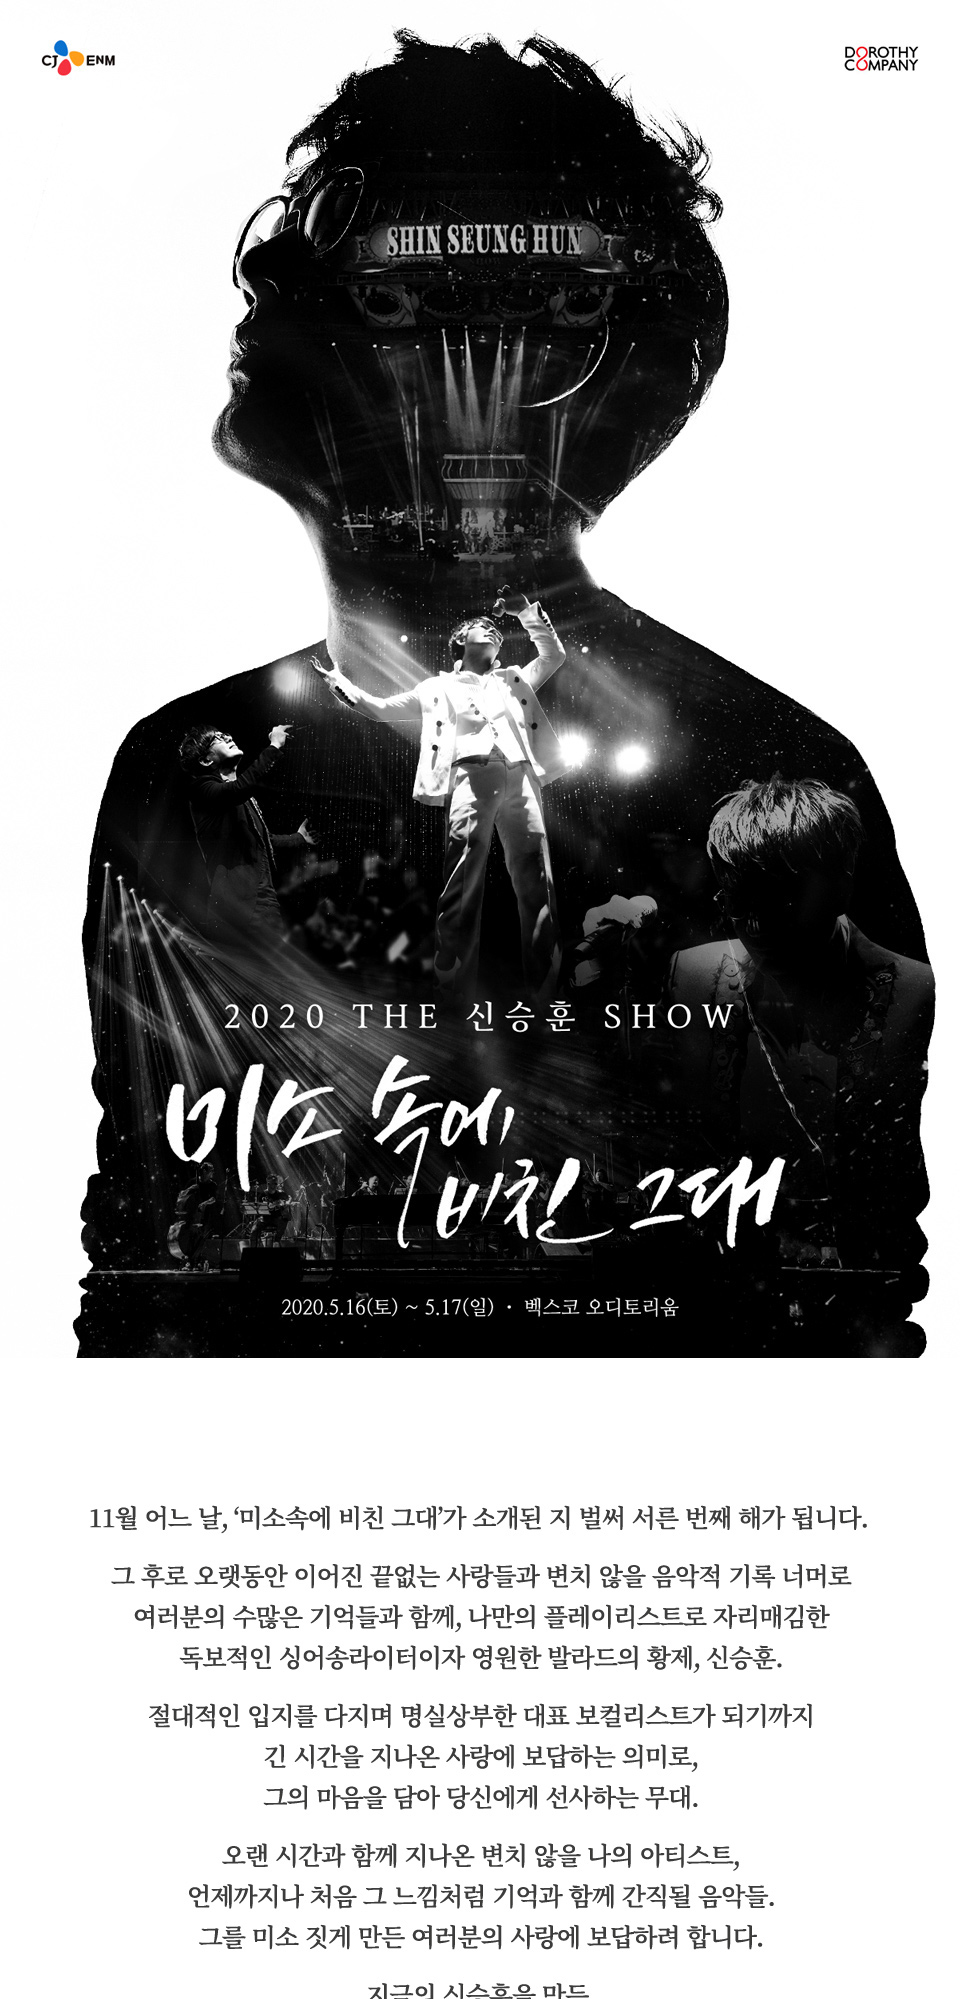 CJ ENM
DOROTHY
COMPANY
SHIN SEUNG HUN
2020 THE 신승훈 SHOW
미소 속에
비친 그대
2020.5.16(토) ~ 5.17(일) · 벡스코 오디토리움
11월 어느 날, ‘미소속에 비친 그대’가 소개된 지 벌써 서른 번째 해가 됩니다.
그 후로 오랫동안 이어진 끝없는 사랑들과 변치 않을 음악적 기록 너머로
여러분의 수많은 기억들과 함께, 나만의 플레이리스트로 자리매김한
독보적인 싱어송라이터이자 영원한 발라드의 황제, 신승훈.
절대적인 입지를 다지며 명실상부한 대표 보컬리스트가 되기까지
긴 시간을 지나온 사랑에 보답하는 의미로,
그의 마음을 담아 당신에게 선사하는 무대.
오랜 시간과 함께 지나온 변치 않을 나의 아티스트,
언제까지나 처음 그 느낌처럼 기억과 함께 간직될 음악들.
그를 미소 짓게 만든 여러분의 사랑에 보답하려 합니다.
지금의 신승훈을 만든